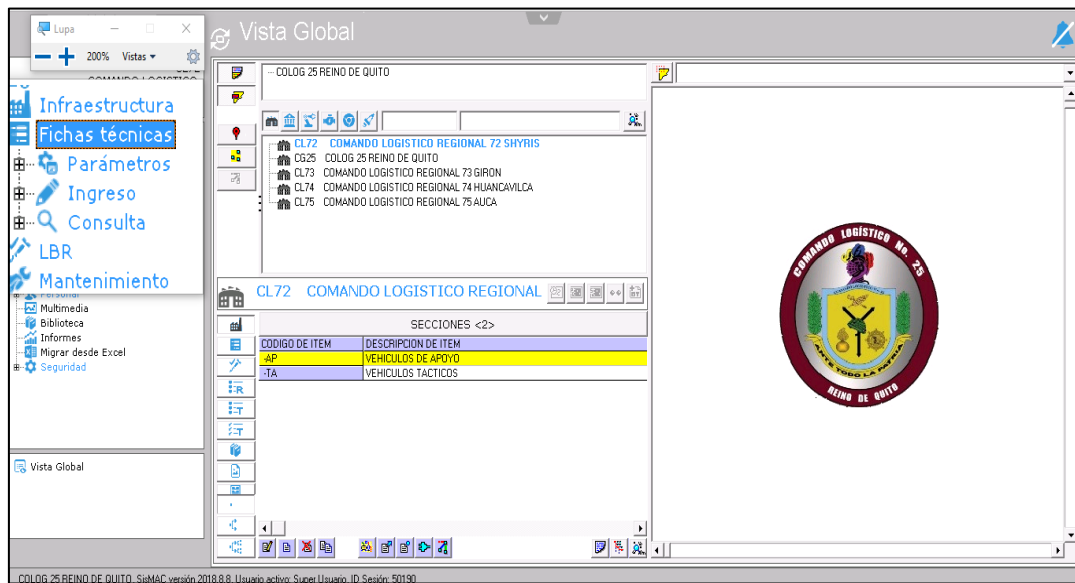 Lupa
200% Vistas
Infraestructura
Fichas técnicas
Parámetros
Ingreso
Consulta
LBR
Mantenimiento
Multimedia
Biblioteca
Informes
Migrar desde Excel
Seguridad
Vista Global
Vista Global
COLOG 25 REINO DE QUITO
CL72 COMANDO LOGISTICO REGIONAL 72 SHYRIS
CG25 COLOG 25 REINO DE QUITO
CL73 COMANDO LOGISTICO REGIONAL 73 GIRON
CL74 COMANDO LOGISTICO REGIONAL 74 HUANCAVILCA
CL75 COMANDO LOGISTICO REGIONAL 75 AUCA
CL72 COMANDO LOGISTICO REGIONAL
SECCIONES <2>
CODIGO DE ITEM DESCRIPCION DE ITEM
-AP VEHICULOS DE APOYO
-TA VEHICULOS TACTICOS
COMANDO LOGÍSTICO No. 25
ANTE TODO LA PATRIA
REINO DE QUITO
COLOG 25 REINO DE QUITO SisMAC versión 2018.8.8. Usuario activo: Super Usuario. ID Sesión: 50190